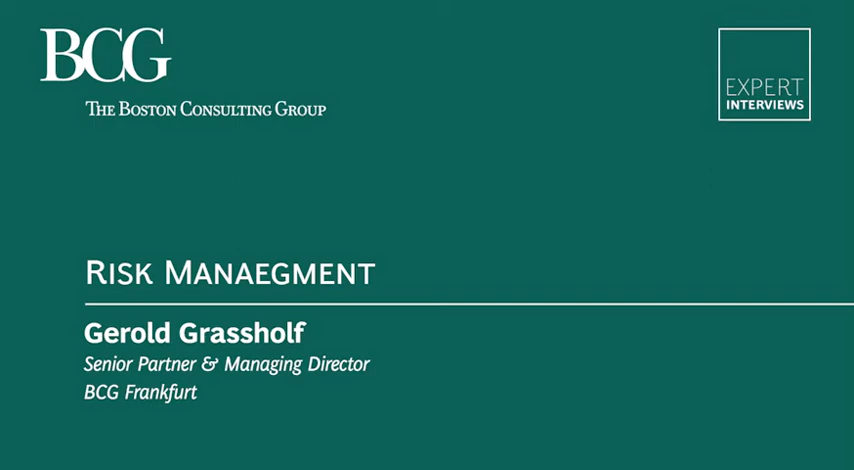 BCG
THE BOSTON CONSULTING GROUP
EXPERT
INTERVIEWS
RISK MANAEGMENT
Gerold Grassholf
Senior Partner & Managing Director
BCG Frankfurt